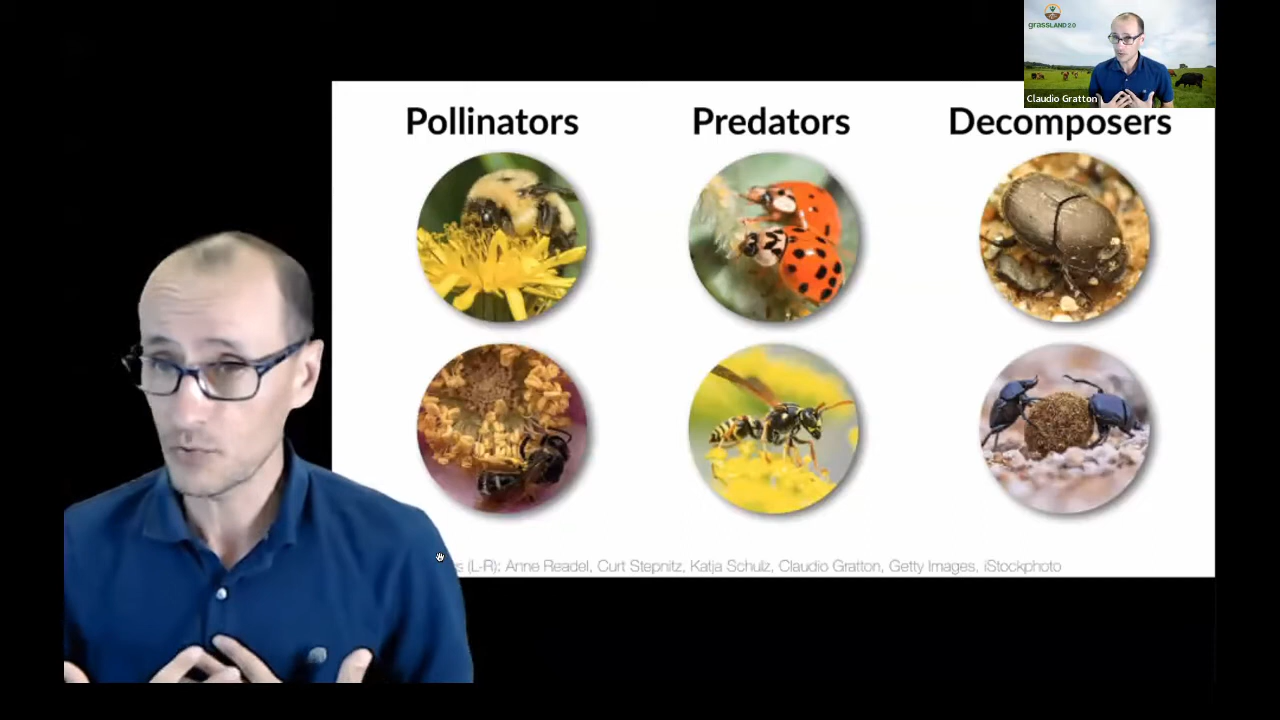 grassLAND 2.0
Claudio Gratton
Pollinators Predators Decomposers
(L-R): Anne Readel, Curt Stepnitz, Katja Schulz, Claudio Gratton, Getty Images, iStockphoto